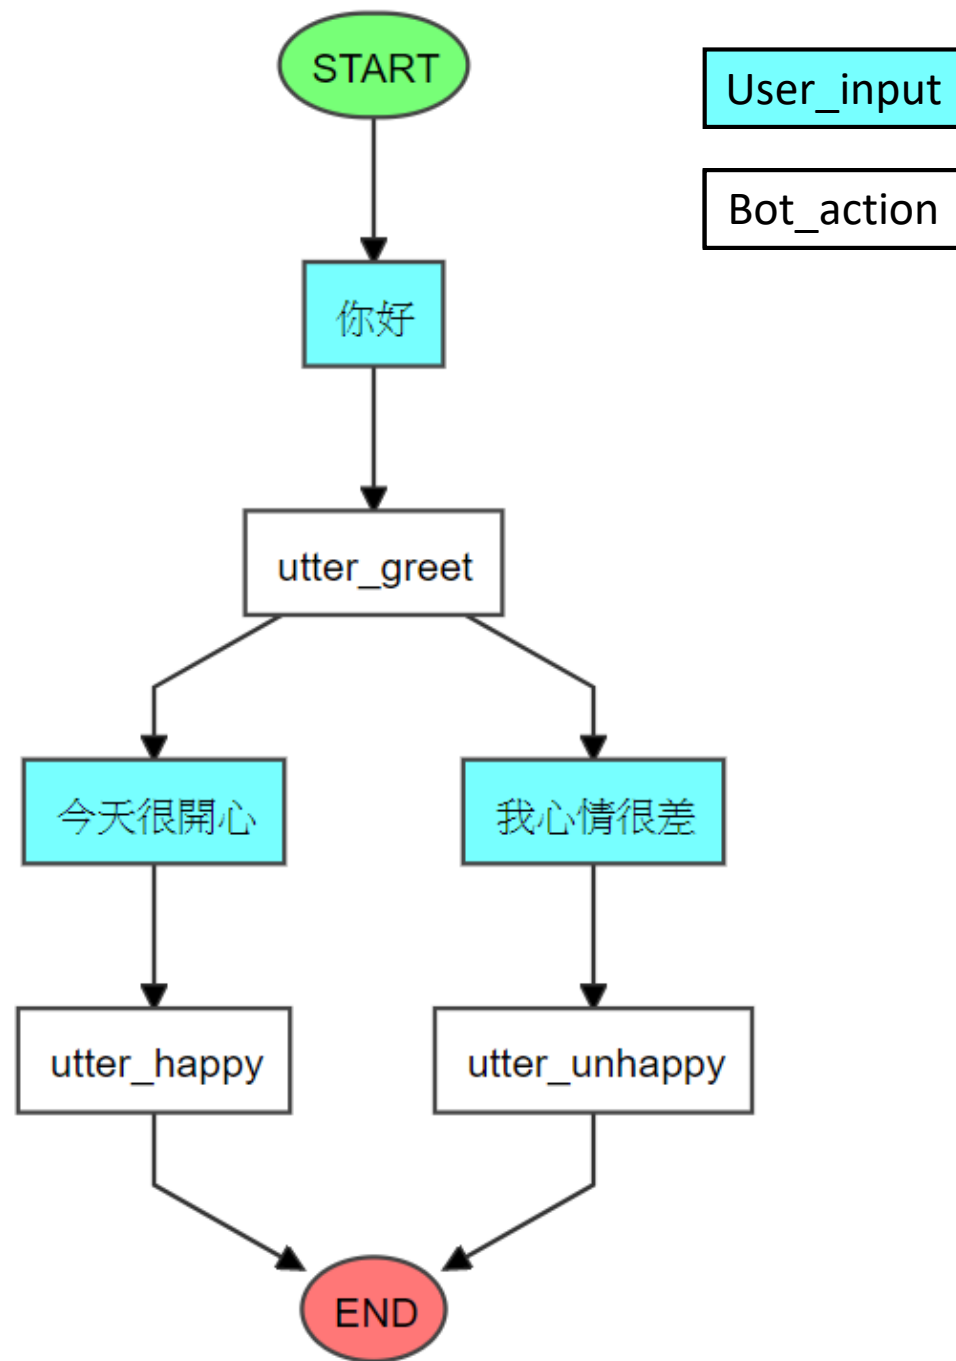 START
User_input
Bot_action
你好
utter_greet
今天很開心
我心情很差
utter_happy
utter_unhappy
END